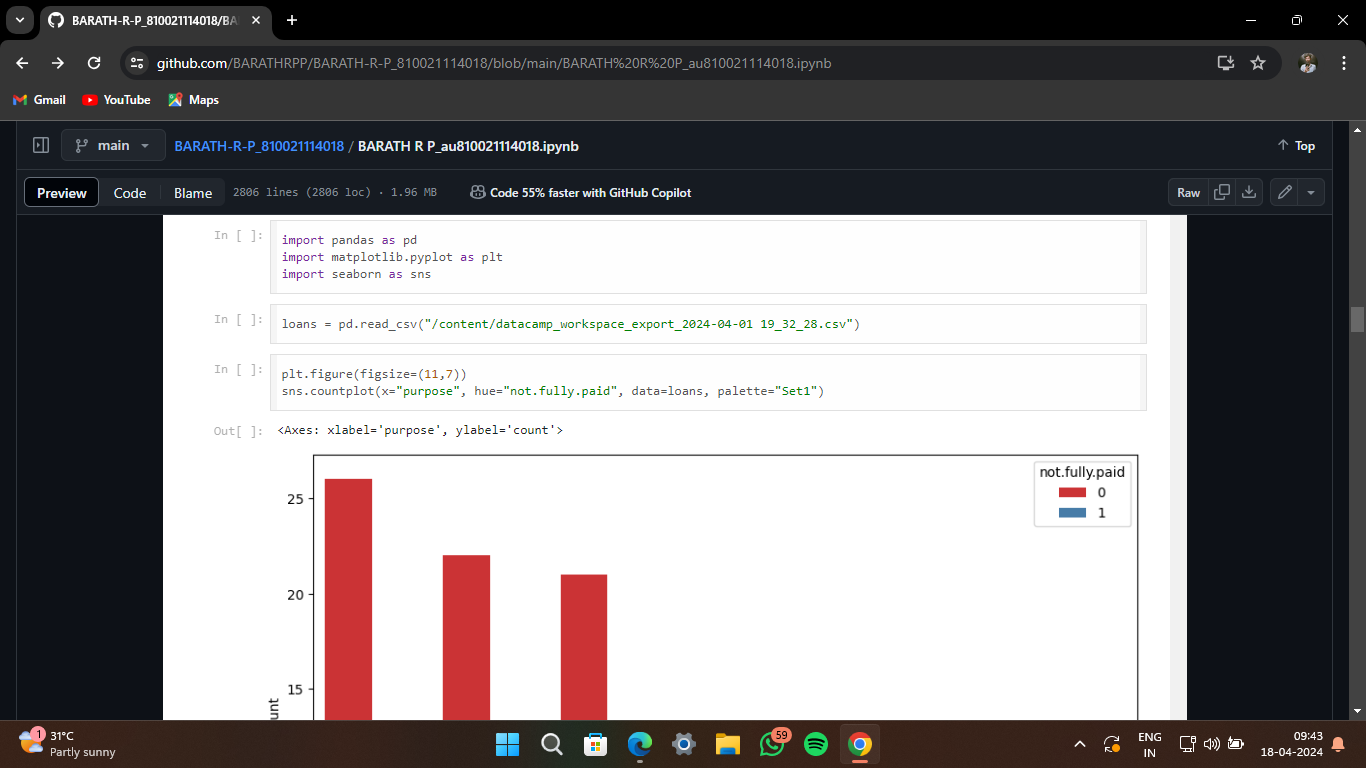 BARATH-R-P_810021114018/BA
github.com/BARATHRPP/BARATH-R-P_810021114018/blob/main/BARATH%20R%20P_au810021114018.ipynb
Gmail
YouTube
Maps
main
BARATH-R-P_810021114018 / BARATH R P_au810021114018.ipynb
Top
Preview
Code
Blame
2806 lines (2806 loc) · 1.96 MB
Code 55% faster with GitHub Copilot
Raw
In [ ]:
import pandas as pd
import matplotlib.pyplot as plt
import seaborn as sns
In [ ]:
loans = pd.read_csv("/content/datacamp_workspace_export_2024-04-01 19_32_28.csv")
In [ ]:
plt.figure(figsize=(11,7))
sns.countplot(x="purpose", hue="not.fully.paid", data=loans, palette="Set1")
Out[ ]:
<Axes: xlabel='purpose', ylabel='count'>
not.fully.paid
0
1
25
20
15
unt
1
31°C
Partly sunny
59
ENG
IN
09:43
18-04-2024